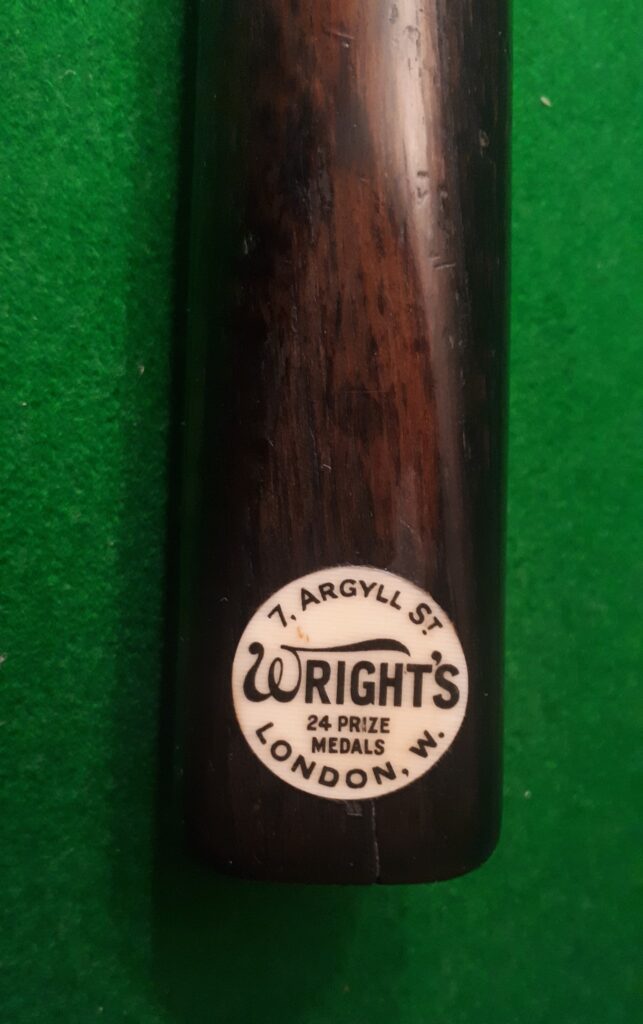 7, ARGYLL ST.
WRIGHT'S
24 PRIZE
MEDALS
LONDON, W.